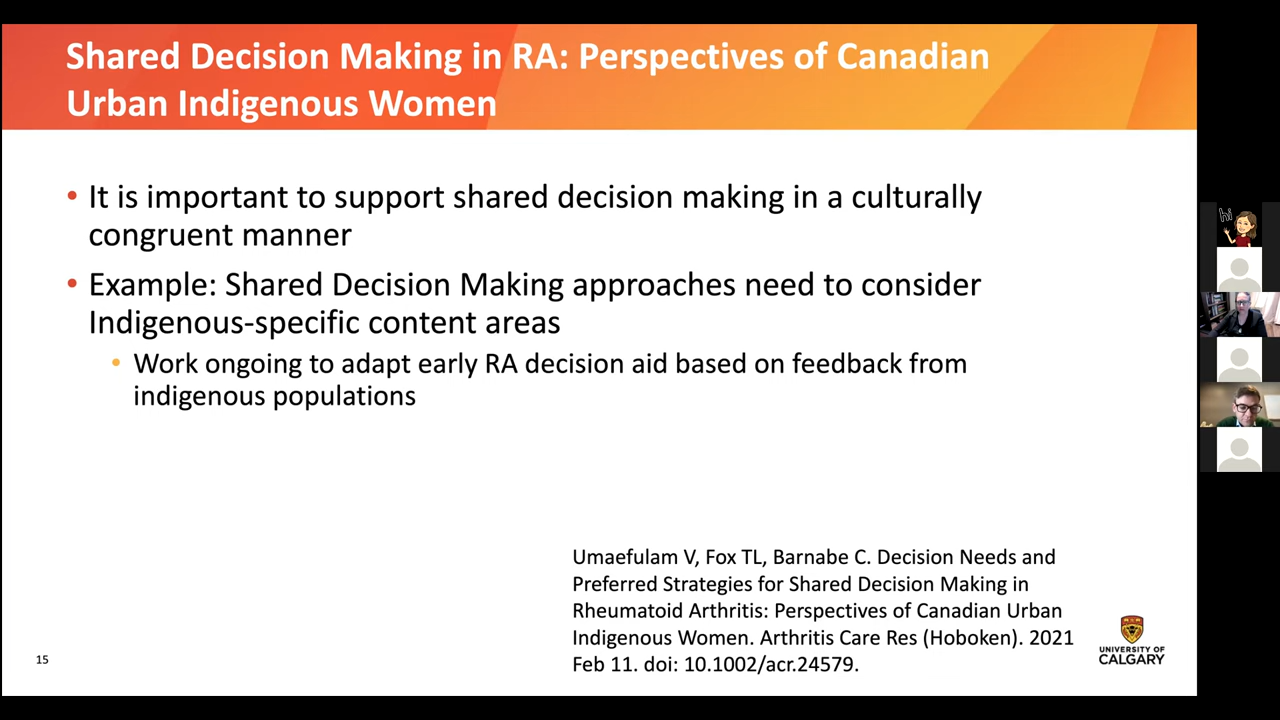 Shared Decision Making in RA: Perspectives of Canadian
Urban Indigenous Women
• It is important to support shared decision making in a culturally
congruent manner
• Example: Shared Decision Making approaches need to consider
Indigenous-specific content areas
• Work ongoing to adapt early RA decision aid based on feedback from
indigenous populations
Umaefulam V, Fox TL, Barnabe C. Decision Needs and
Preferred Strategies for Shared Decision Making in
Rheumatoid Arthritis: Perspectives of Canadian Urban
Indigenous Women. Arthritis Care Res (Hoboken). 2021
Feb 11. doi: 10.1002/acr.24579.
15
UNIVERSITY OF
CALGARY
hi